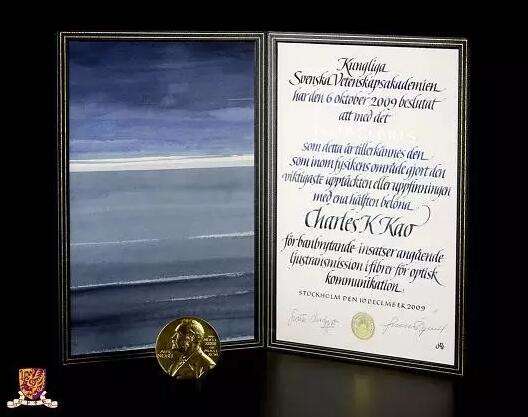 Kungliga
Svenska Vetenskapsakademien
har den 6 oktober 2009 beslutat
att med det
som detta år tillerkännes den
som inom fysikens område gjort den
viktigaste upptäckten eller uppfinningen
med ena hälften belöna
Charles K Kao
för banbrytande insatser angående
ljustransmission i fibrer för optisk
kommunikation
STOCKHOLM DEN 10 DECEMBER 2009